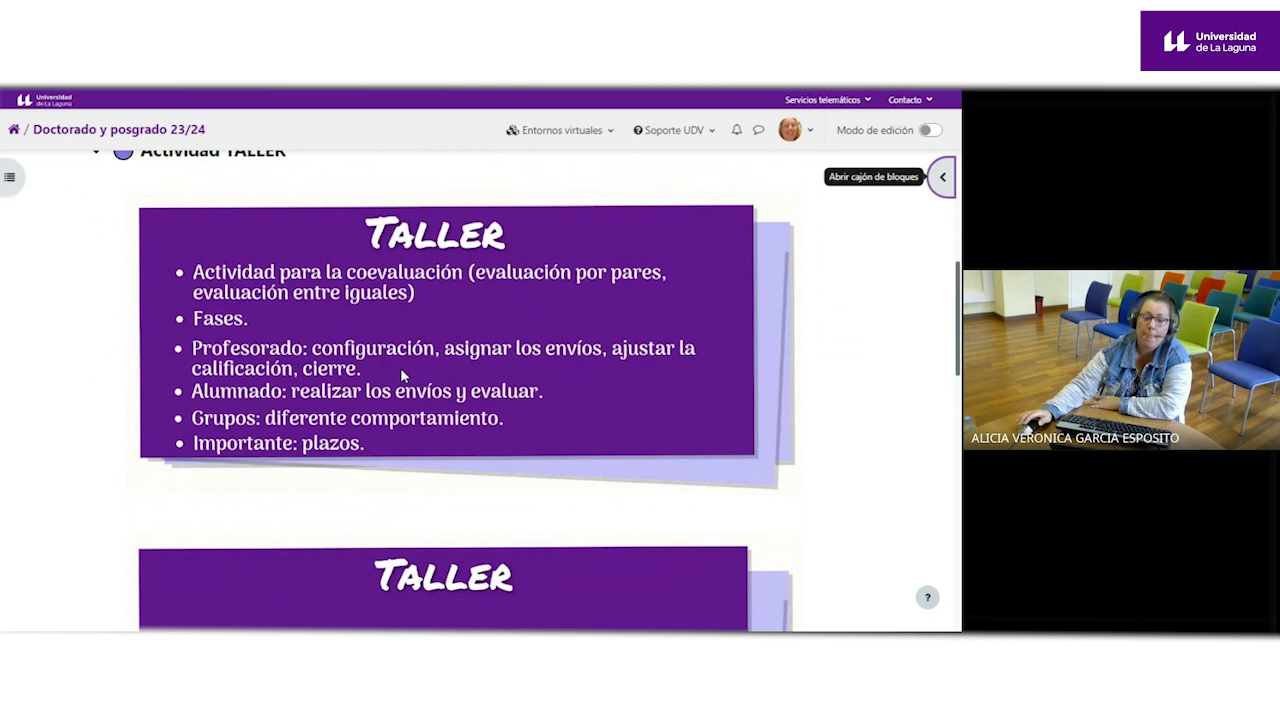 Universidad
de La Laguna
Universidad
de La Laguna
Servicios telemáticos
Contacto
/ Doctorado y posgrado 23/24
Entornos virtuales
Soporte UDV
Modo de edición
Actividad TALLER
Abrir cajón de bloques
TALLER
• Actividad para la coevaluación (evaluación por pares,
evaluación entre iguales)
• Fases.
• Profesorado: configuración, asignar los envíos, ajustar la
calificación, cierre.
• Alumnado: realizar los envíos y evaluar.
• Grupos: diferente comportamiento.
• Importante: plazos.
ALICIA VERONICA GARCIA ESPOSITO
TALLER
?